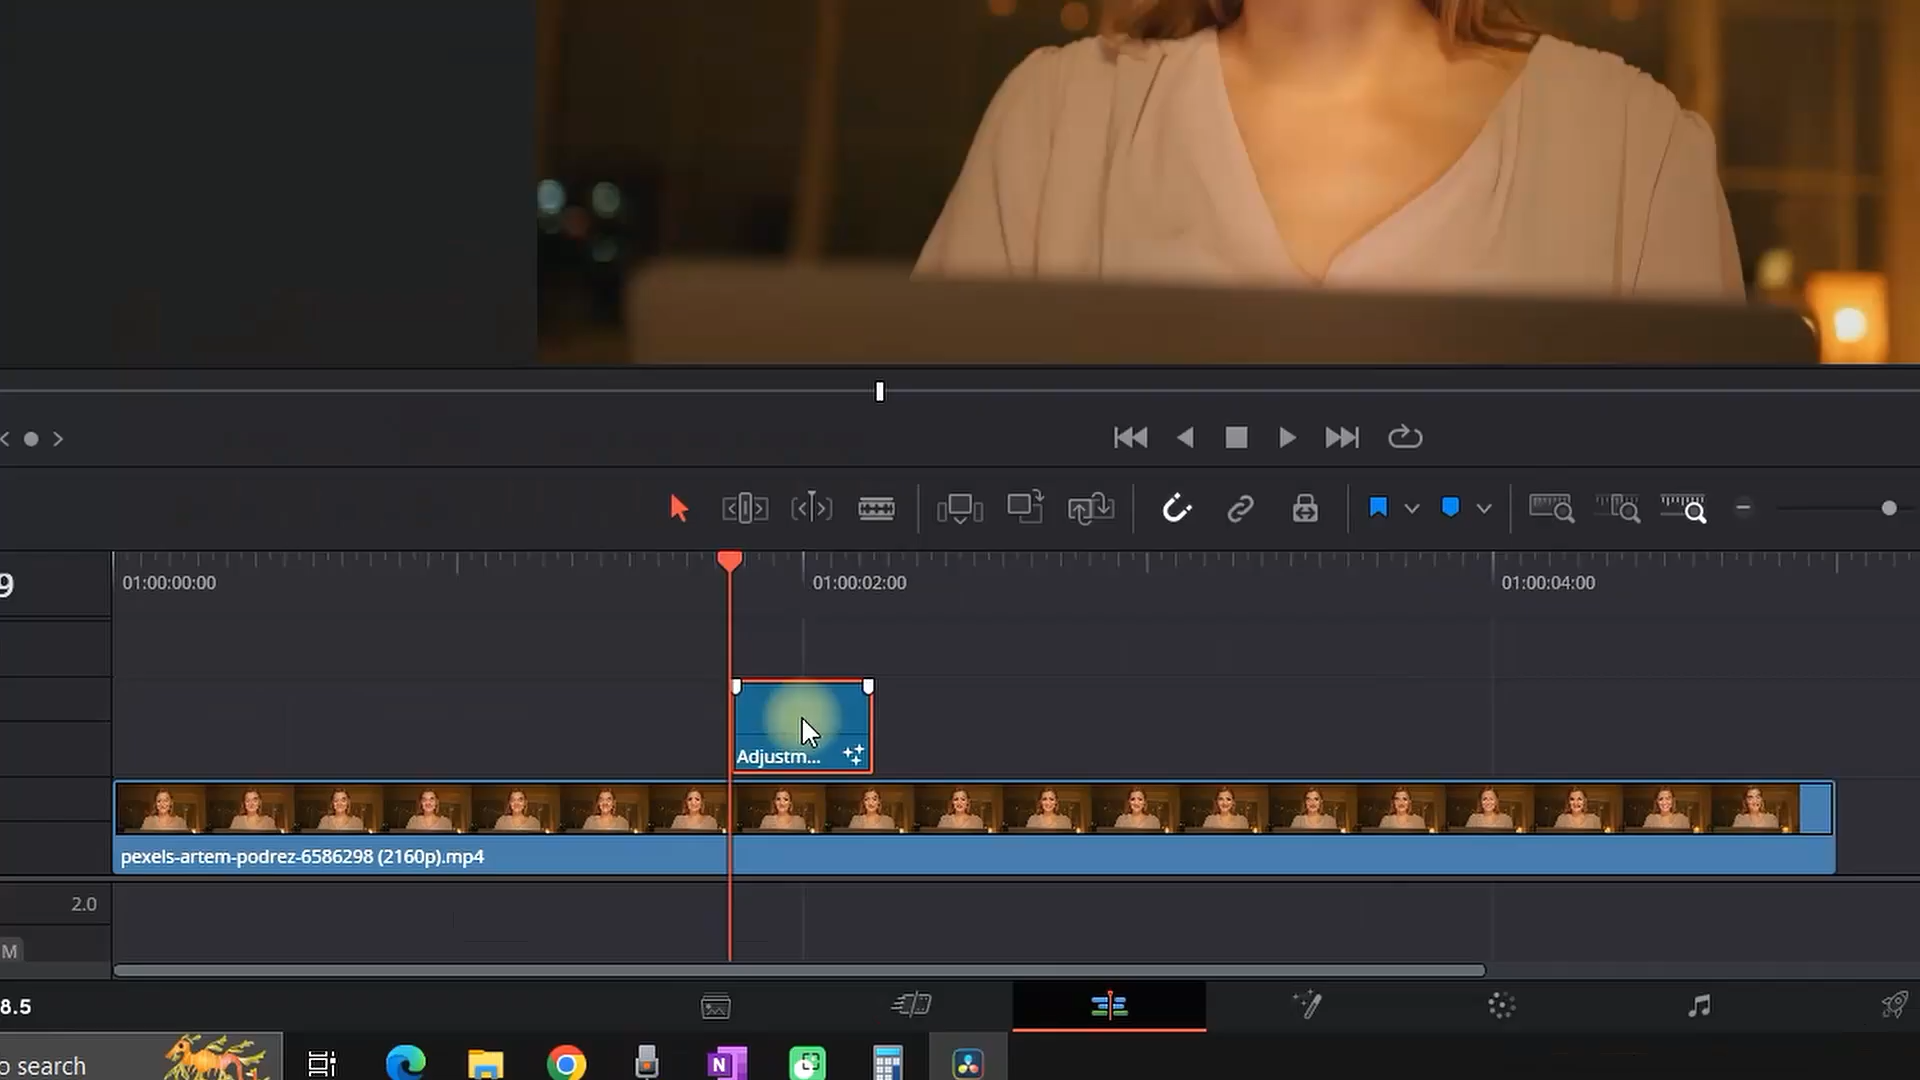 9
01:00:00:00
01:00:02:00
01:00:04:00
Adjustm...
pexels-artem-podrez-6586298 (2160p).mp4
2.0
M
8.5
o search
N